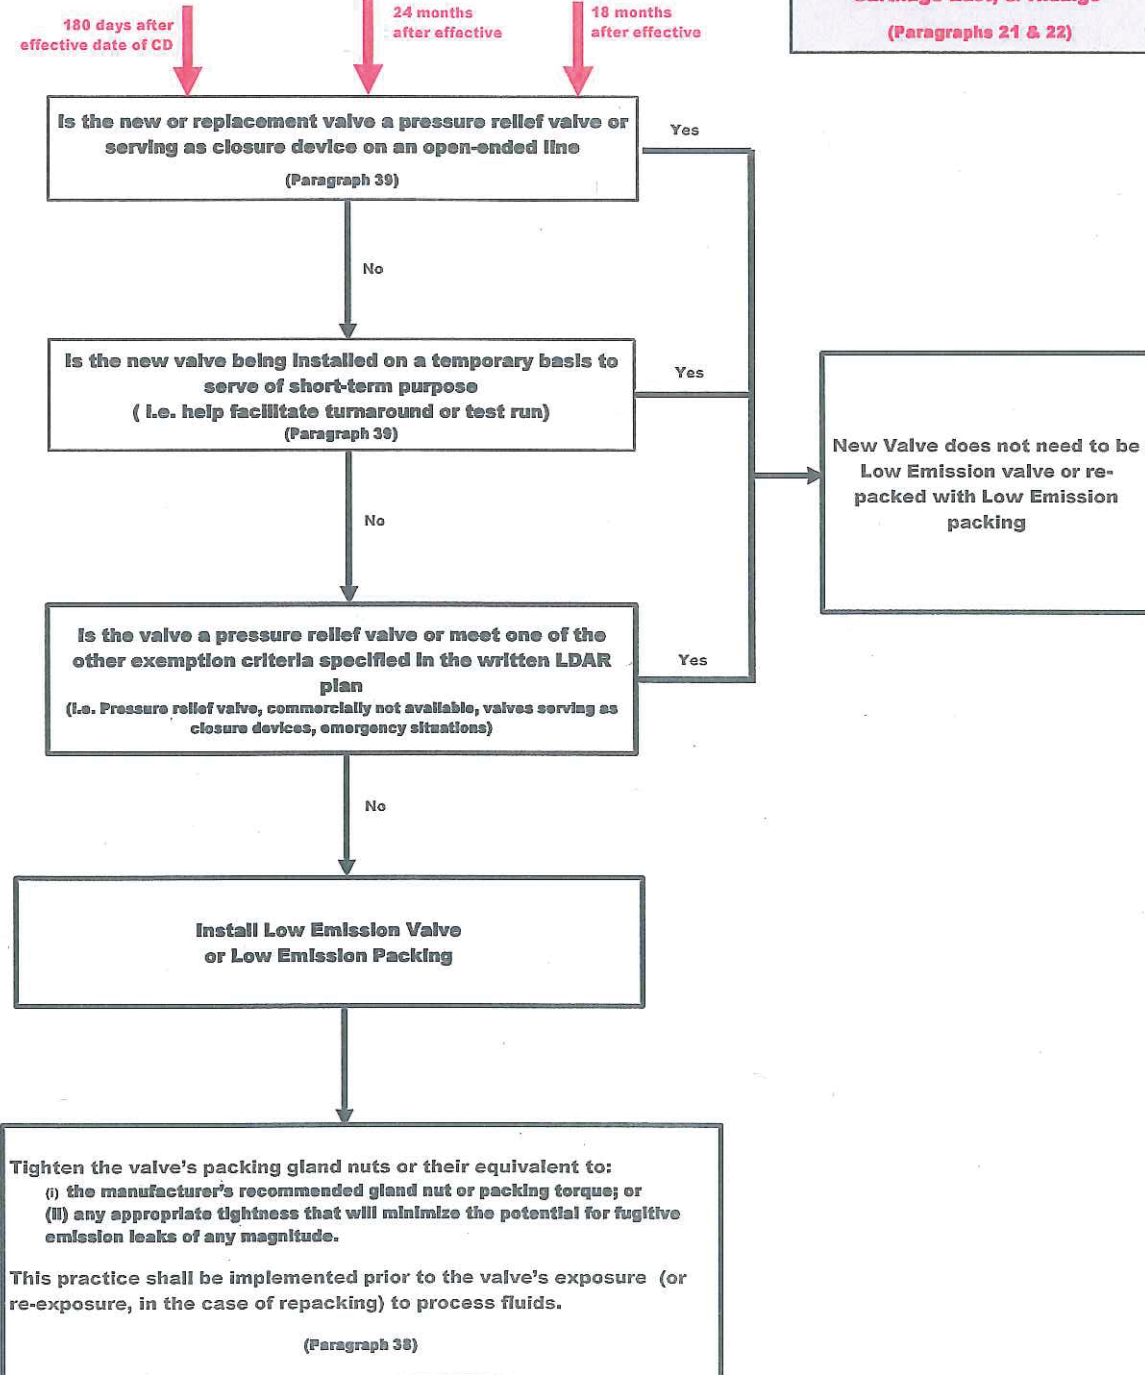 180 days after
effective date of CD
24 months
after effective
18 months
after effective
(Paragraphs 21 & 22)
Is the new or replacement valve a pressure relief valve or
serving as closure device on an open-ended line
(Paragraph 39)
Yes
No
Is the new valve being installed on a temporary basis to
serve of short-term purpose
( i.e. help facilitate turnaround or test run)
(Paragraph 39)
Yes
No
New Valve does not need to be
Low Emission valve or re-
packed with Low Emission
packing
Is the valve a pressure relief valve or meet one of the
other exemption criteria specified in the written LDAR
plan
(i.e. Pressure relief valve, commercially not available, valves serving as
closure devices, emergency situations)
Yes
No
Install Low Emission Valve
or Low Emission Packing
Tighten the valve's packing gland nuts or their equivalent to:
(i) the manufacturer's recommended gland nut or packing torque; or
(ii) any appropriate tightness that will minimize the potential for fugitive
emission leaks of any magnitude.
This practice shall be implemented prior to the valve's exposure (or
re-exposure, in the case of repacking) to process fluids.
(Paragraph 38)